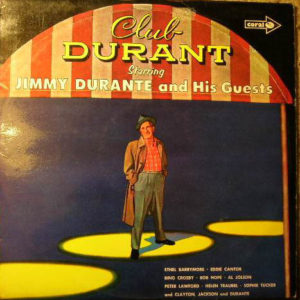 Club
DURANT
Starring
JIMMY DURANTE and His Guests
coral
ETHEL BARRYMORE · EDDIE CANTOR
BING CROSBY · BOB HOPE · AL JOLSON
PETER LAWFORD · HELEN TRAUBEL · SOPHIE TUCKER
and CLAYTON, JACKSON and DURANTE